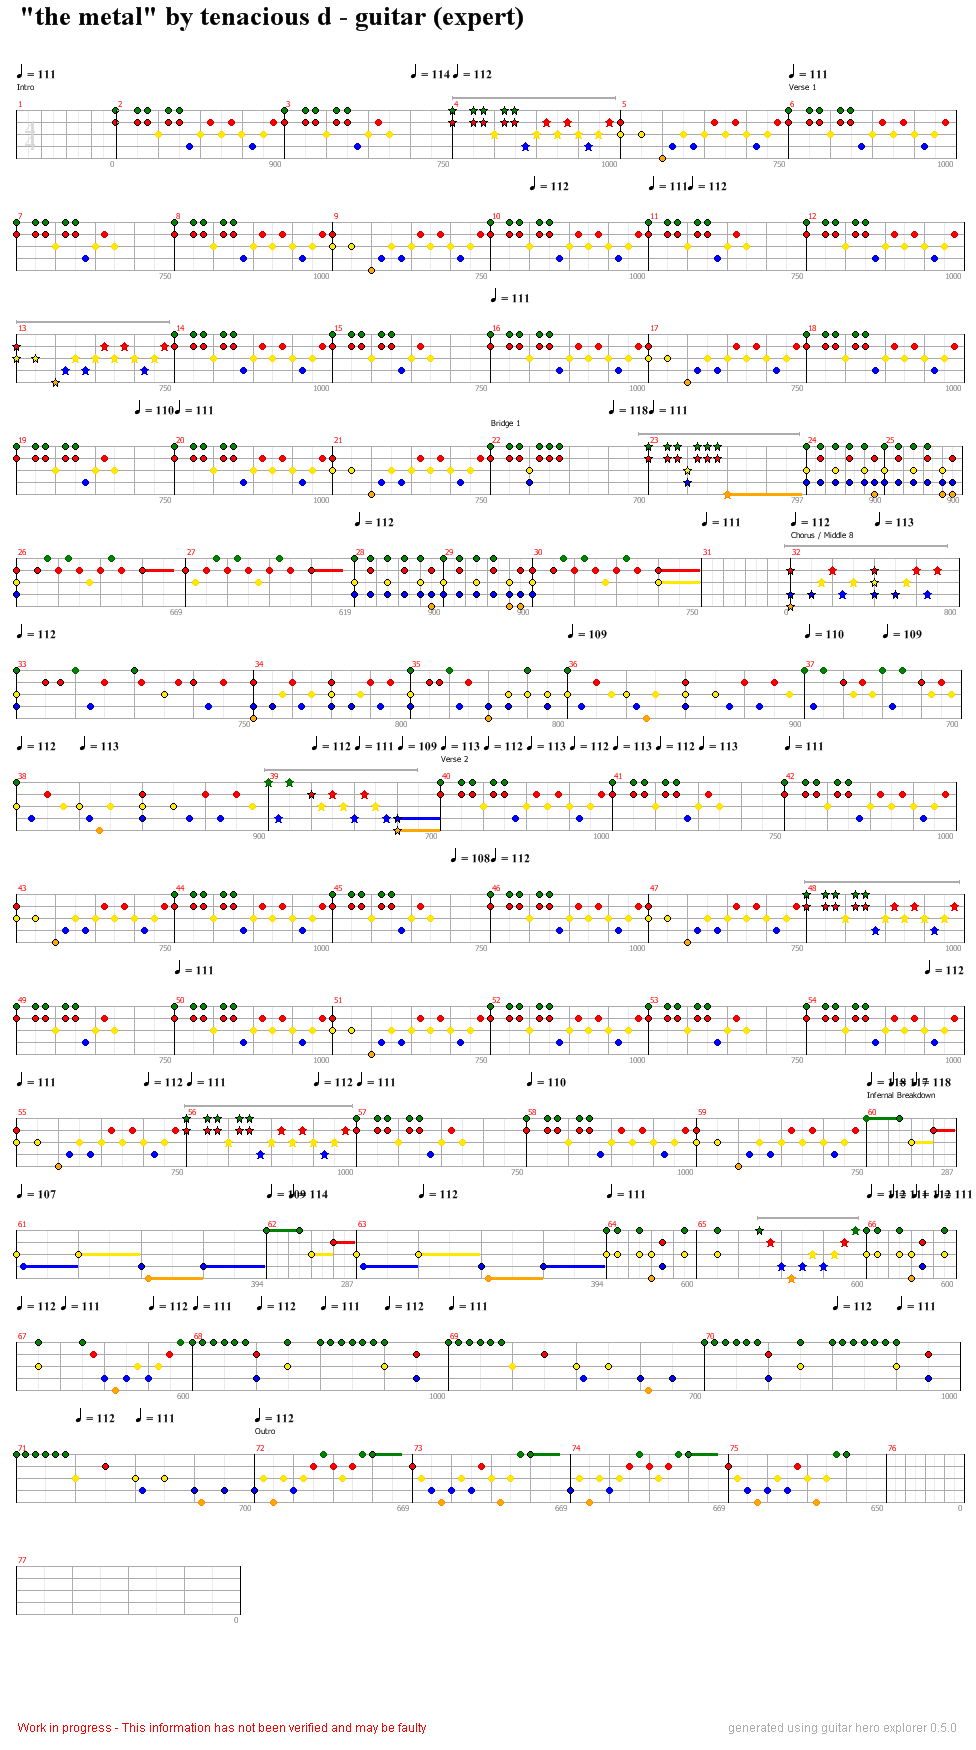 "the metal" by tenacious d - guitar (expert)
= 111 = 114 = 112 = 111
Intro Verse 1
1 2 3 4 5 6
0 900 750 1000 750 1000
= 112 = 111 = 112
7 8 9 10 11 12
750 1000 750 1000 750 1000
= 111
13 14 15 16 17 18
750 1000 750 1000 750 1000
= 110 = 111 = 118 = 111
Bridge 1
19 20 21 22 23 24 25
750 1000 750 700 797 900 900
= 112 = 111 = 112 = 113
Chorus / Middle 8
26 27 28 29 30 31 32
669 619 900 900 750 0 800
= 112 = 109 = 110 = 109
33 34 35 36 37
750 800 800 900 700
= 112 = 113 = 112 = 111 = 109 = 113 = 112 = 113 = 112 = 113 = 112 = 113 = 111
Verse 2
38 39 40 41 42
900 700 1000 750 1000
= 108 = 112
43 44 45 46 47 48
750 1000 750 1000 750 1000
= 111 = 112
49 50 51 52 53 54
750 1000 750 1000 750 1000
= 111 = 112 = 111 = 112 = 111 = 110 = 118 = 117 = 118
Infernal Breakdown
55 56 57 58 59 60
750 1000 750 1000 750 287
= 107 = 109 = 114 = 112 = 111 = 112 = 111 = 112 = 111
61 62 63 64 65 66
394 287 394 600 600 600
= 112 = 111 = 112 = 111 = 112 = 111 = 112 = 111 = 112 = 111
67 68 69 70
600 1000 700 1000
= 112 = 111 = 112
Outro
71 72 73 74 75 76
700 669 669 650 0
77
0
Work in progress - This information has not been verified and may be faulty
generated using guitar hero explorer 0.5.0